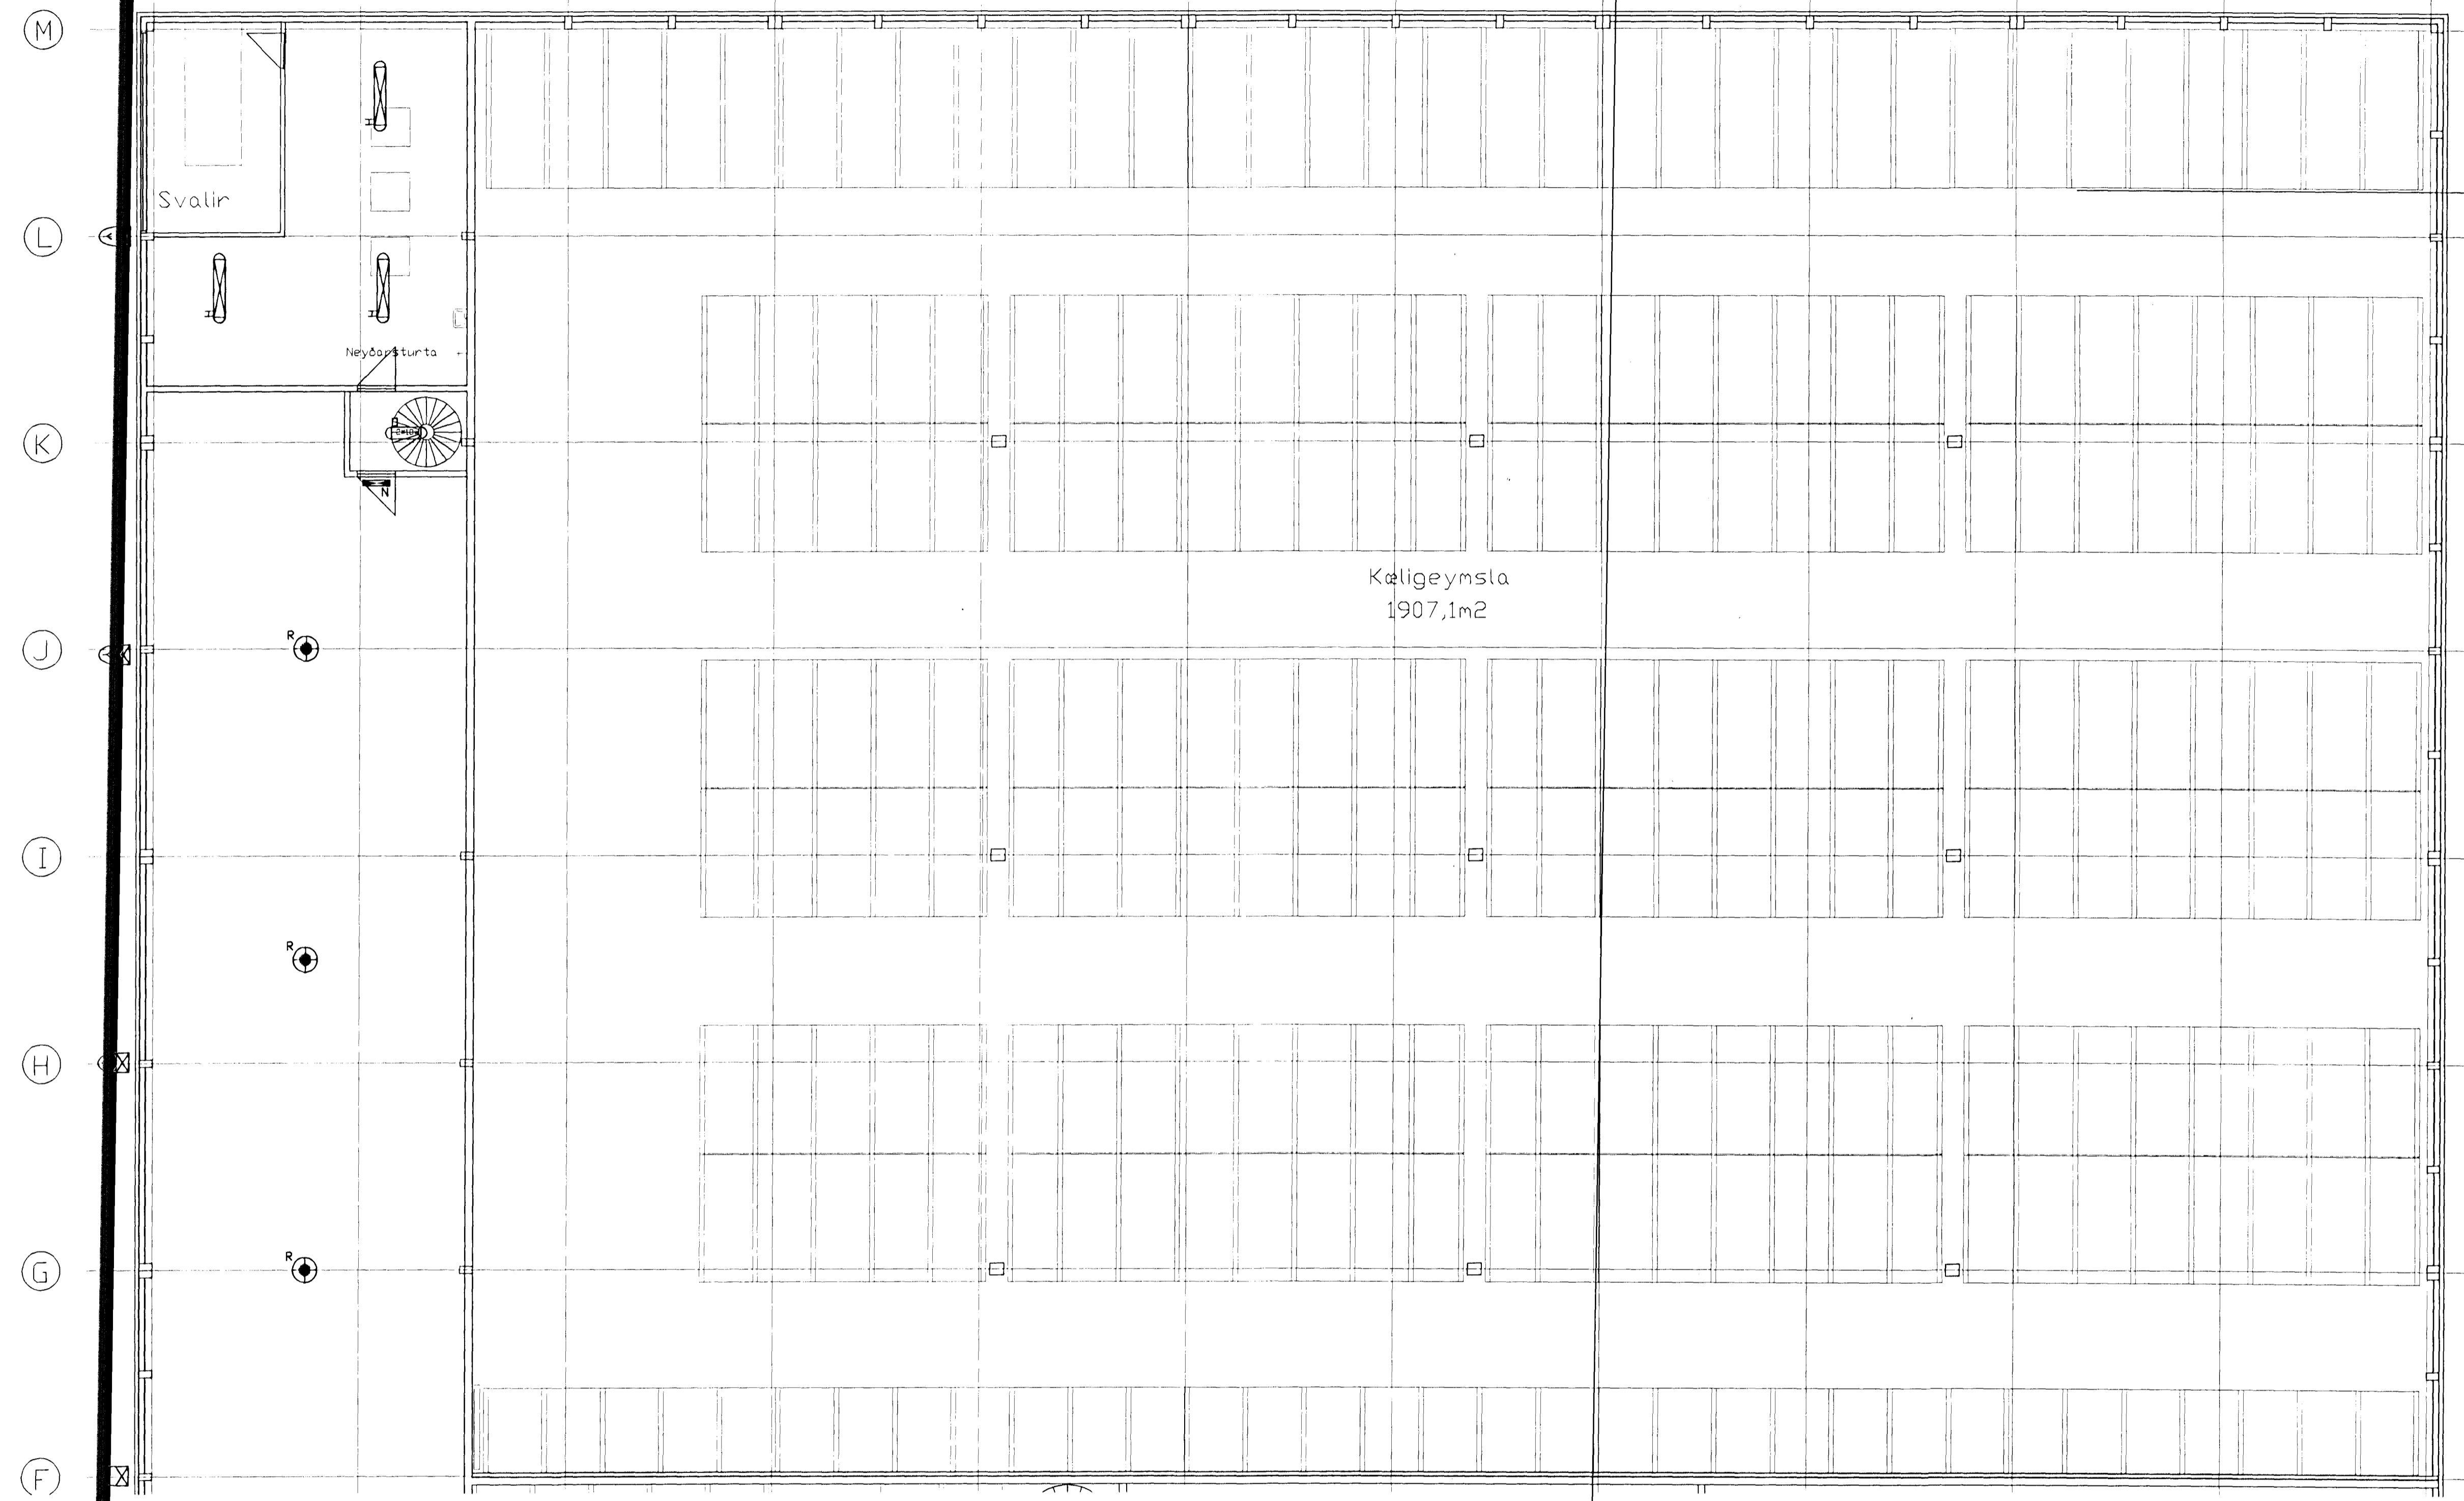 M
Svalir
L
H
H
H
Neyðarsturta
K
N
Kæligeymsla
1907,1m2
J
R
I
R
H
G
R
F